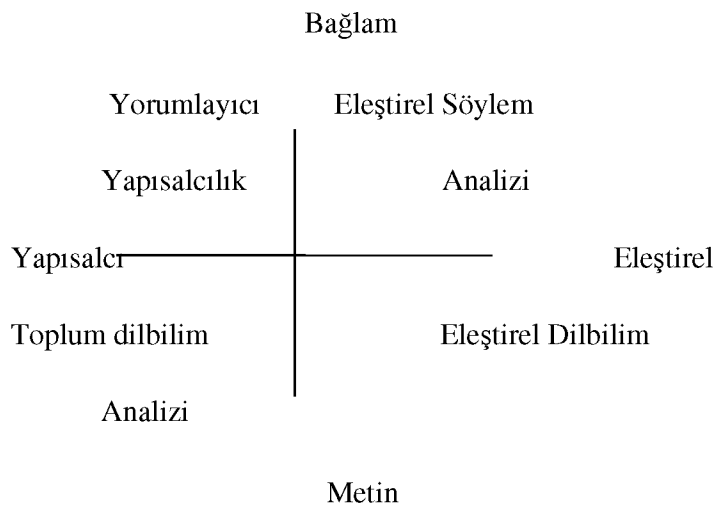 Bağlam
Yorumlayıcı Eleştirel Söylem
Yapısalcılık Analizi
Yapısalcı Eleştirel
Toplum dilbilim Eleştirel Dilbilim
Analizi
Metin